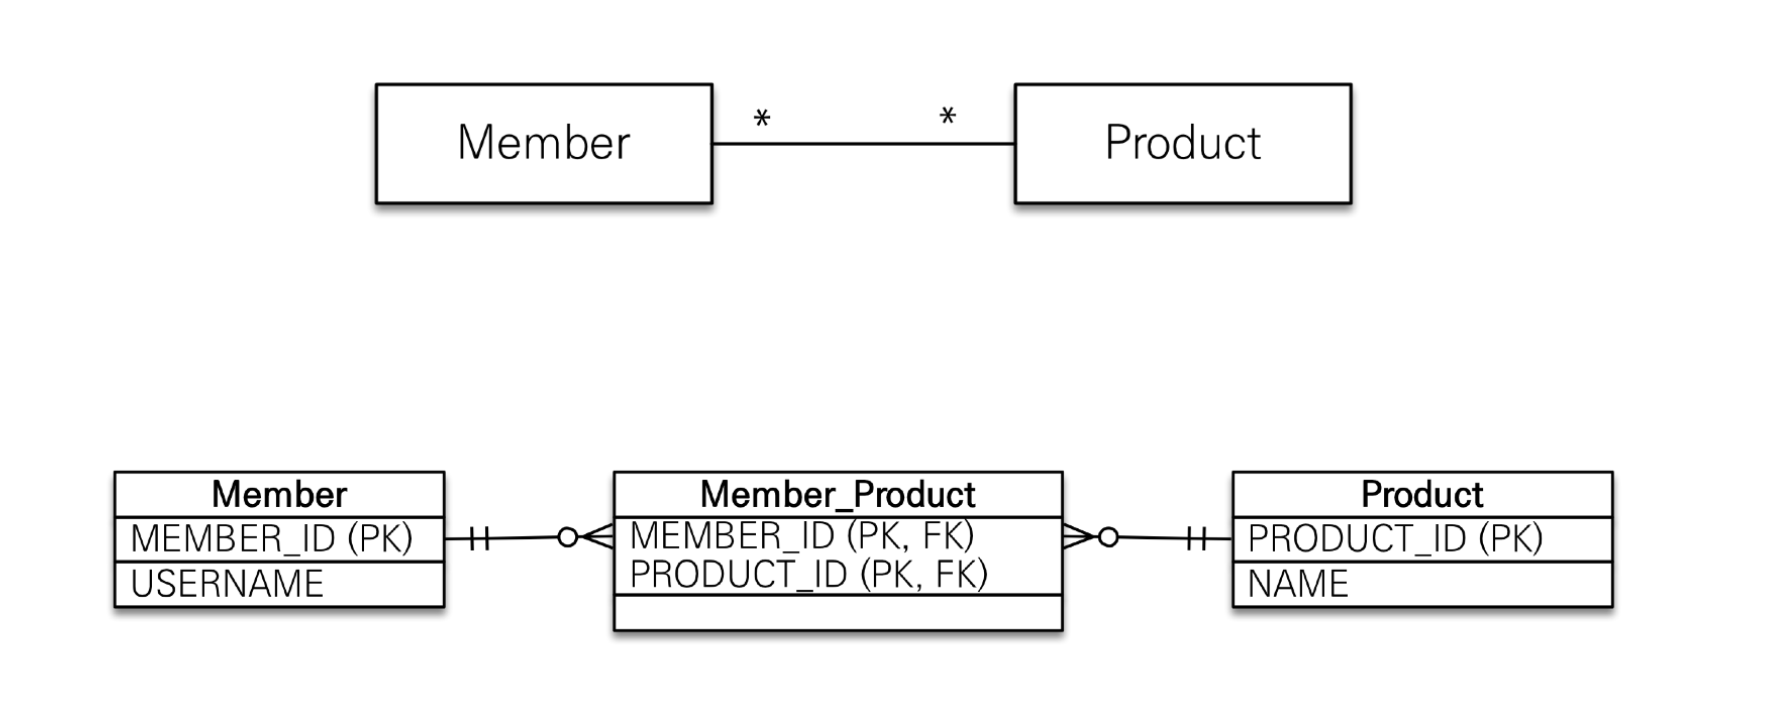 Member
* *
Product
Member
MEMBER_ID (PK)
USERNAME
Member_Product
MEMBER_ID (PK, FK)
PRODUCT_ID (PK, FK)
Product
PRODUCT_ID (PK)
NAME